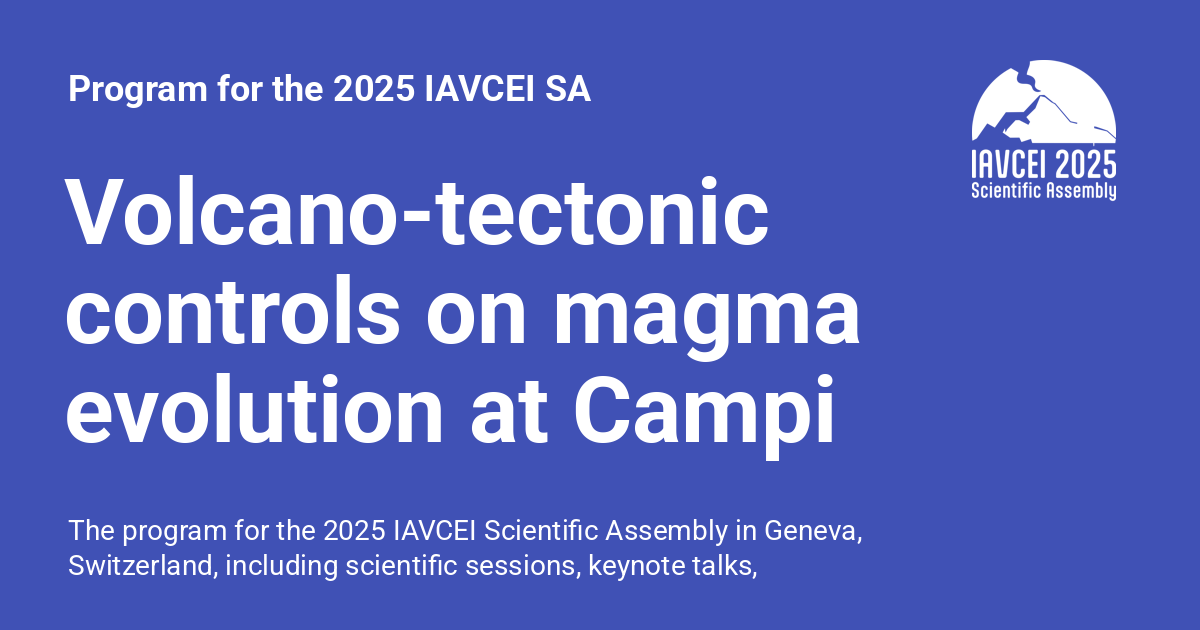 Program for the 2025 IAVCEI SA
IAVCEI 2025
Scientific Assembly
Volcano-tectonic
controls on magma
evolution at Campi
The program for the 2025 IAVCEI Scientific Assembly in Geneva,
Switzerland, including scientific sessions, keynote talks,